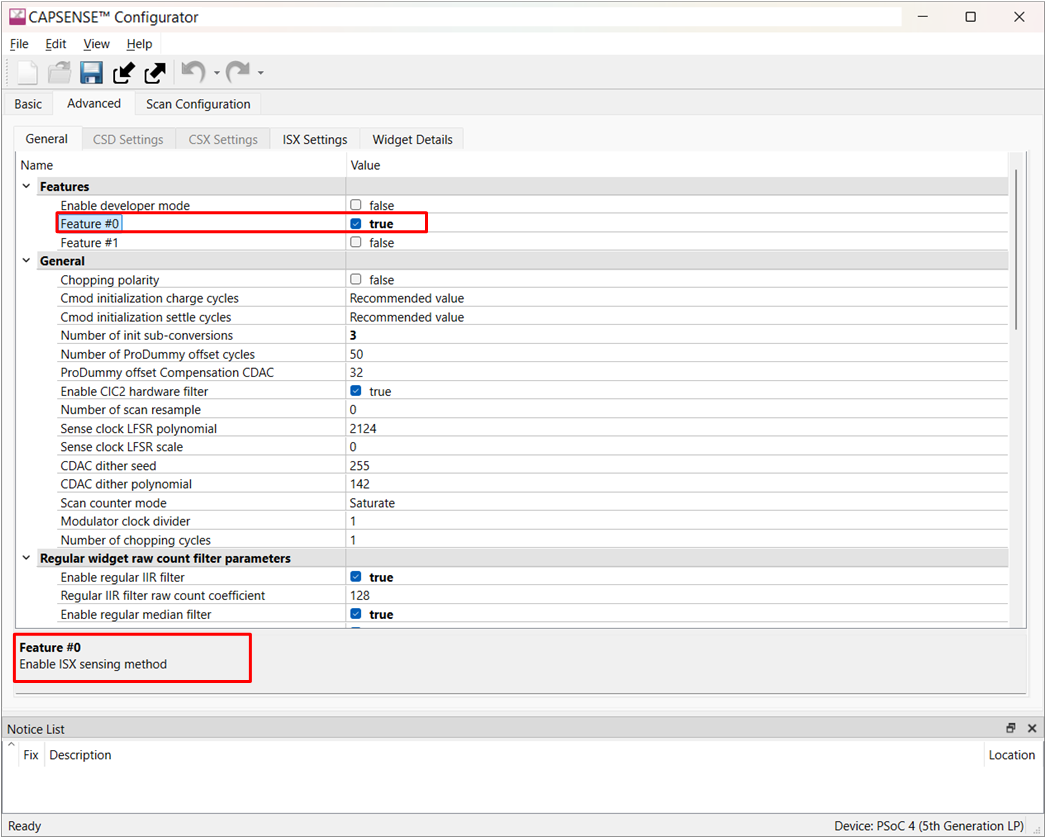 CAPSENSE™ Configurator
File Edit View Help
Basic Advanced Scan Configuration
General CSD Settings CSX Settings ISX Settings Widget Details
Name Value
Features
Enable developer mode false
Feature #0 true
Feature #1 false
General
Chopping polarity false
Cmod initialization charge cycles Recommended value
Cmod initialization settle cycles Recommended value
Number of init sub-conversions 3
Number of ProDummy offset cycles 50
ProDummy offset Compensation CDAC 32
Enable CIC2 hardware filter true
Number of scan resample 0
Sense clock LFSR polynomial 2124
Sense clock LFSR scale 0
CDAC dither seed 255
CDAC dither polynomial 142
Scan counter mode Saturate
Modulator clock divider 1
Number of chopping cycles 1
Regular widget raw count filter parameters
Enable regular IIR filter true
Regular IIR filter raw count coefficient 128
Enable regular median filter true
Feature #0
Enable ISX sensing method
Notice List
Fix Description Location
Ready Device: PSoC 4 (5th Generation LP)